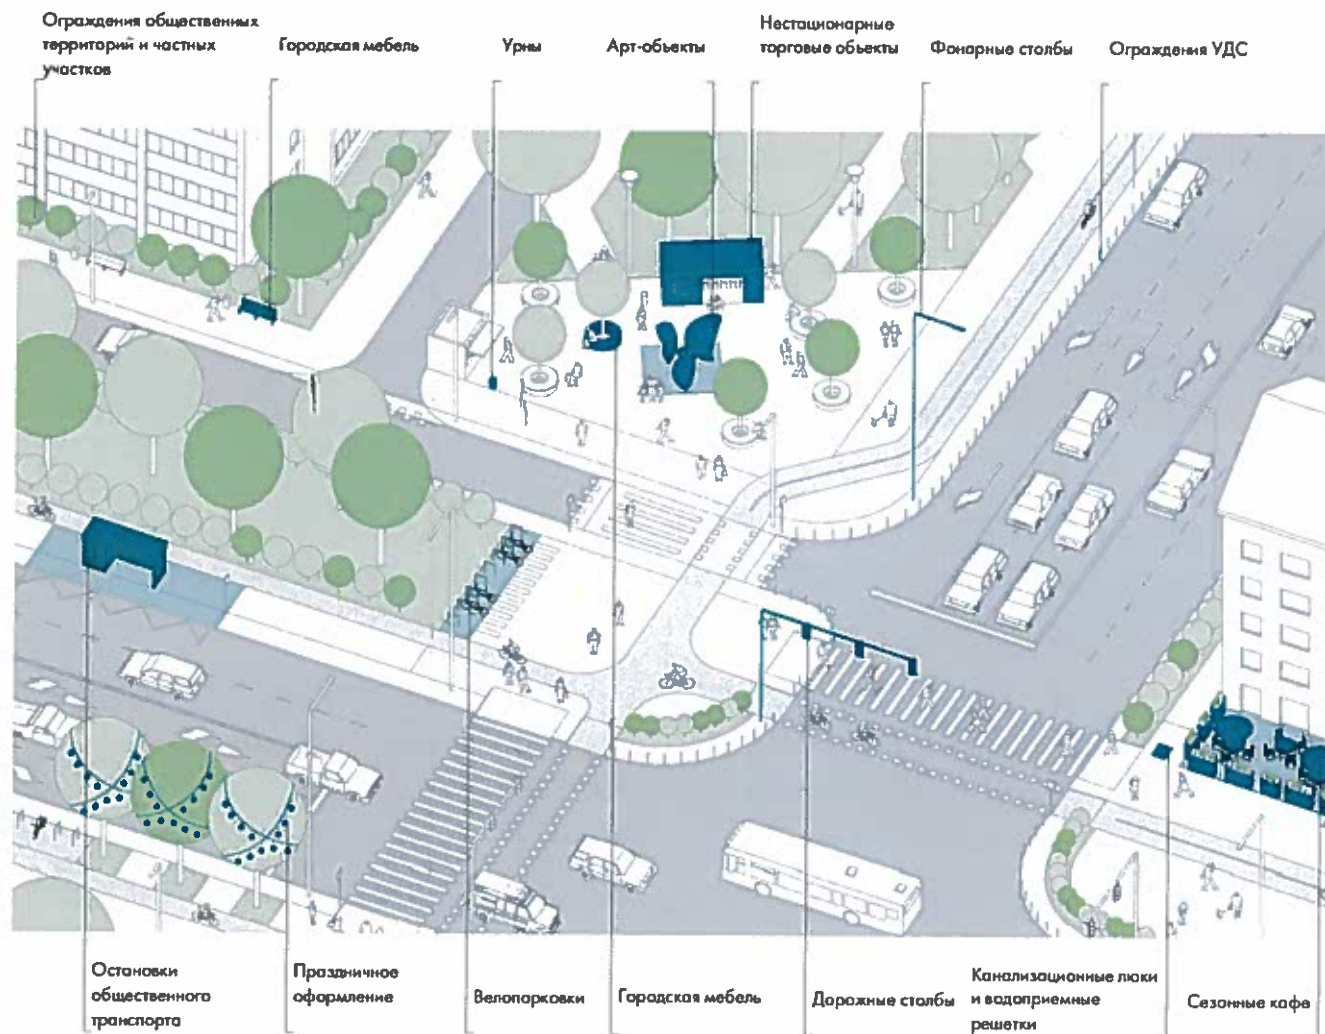 Ограждения общественных
территорий и частных
участков
Городская мебель
Урны
Арт-объекты
Нестационарные
торговые объекты
Фонарные столбы
Ограждения УДС
Остановки
общественного
транспорта
Праздничное
оформление
Велопарковки
Городская мебель
Дорожные столбы
Канализационные люки
и водоприемные
решетки
Сезонные кафе